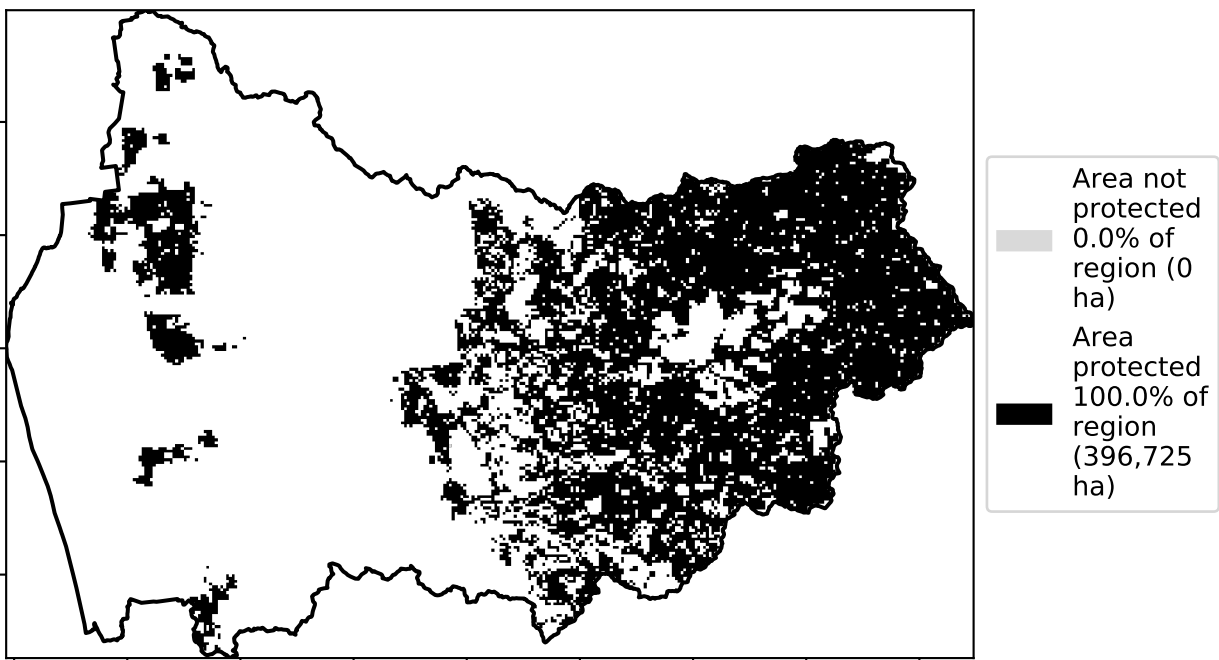 Area not
protected
0.0% of
region (0
ha)
Area
protected
100.0% of
region
(396,725
ha)